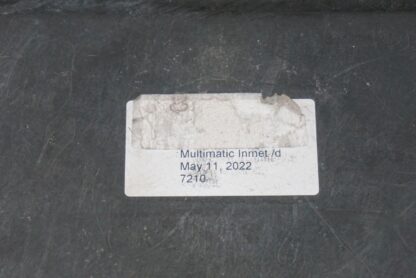 Multimatic Inmet /d
May 11, 2022
7210